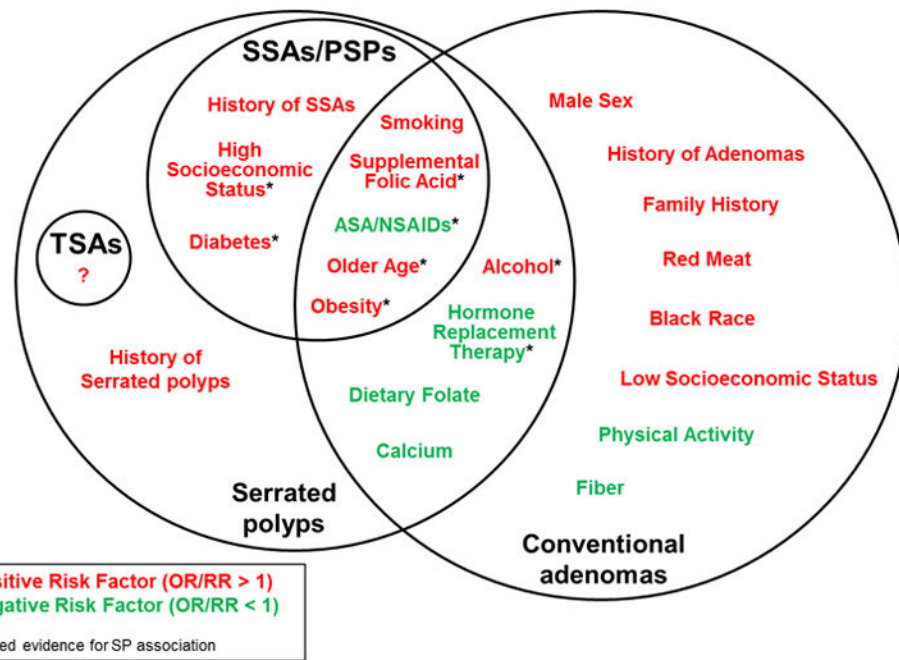 SSAs/PSPs
History of SSAs
High
Socioeconomic
Status*
Diabetes*
Smoking
Supplemental
Folic Acid*
ASA/NSAIDs*
Older Age*
Obesity*
TSAs
?
History of
Serrated polyps
Serrated
polyps
Alcohol*
Hormone
Replacement
Therapy*
Dietary Folate
Calcium
Male Sex
History of Adenomas
Family History
Red Meat
Black Race
Low Socioeconomic Status
Physical Activity
Fiber
Conventional
adenomas
sitive Risk Factor (OR/RR > 1)
gative Risk Factor (OR/RR < 1)
ed evidence for SP association